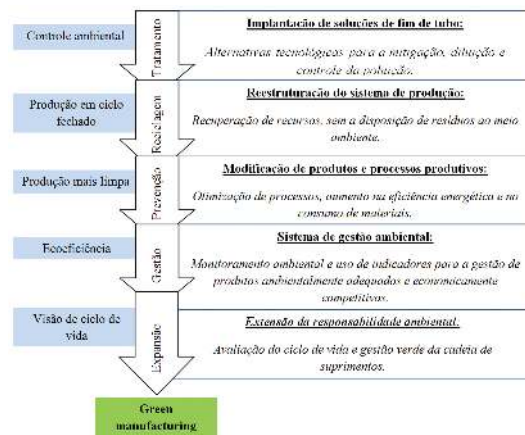 Controle ambiental
Tratamento
Implantação de soluções de fim de tubo:
Alternativas tecnológicas para a mitigação, diluição e
controle da poluição.
Produção em ciclo
fechado
Reciclagem
Reestruturação do sistema de produção:
Recuperação de recursos, sem a disposição de resíduos ao meio
ambiente.
Produção mais limpa
Prevenção
Modificação de produtos e processos produtivos:
Otimização de processos, aumento na eficiência energética e no
consumo de materiais.
Ecoeficiência
Gestão
Sistema de gestão ambiental:
Monitoramento ambiental e uso de indicadores para a gestão de
produtos ambientalmente adequados e economicamente
competitivos.
Visão de ciclo de
vida
Expansão
Extensão da responsabilidade ambiental:
Avaliação do ciclo de vida e gestão verde da cadeia de
suprimentos.
Green
manufacturing